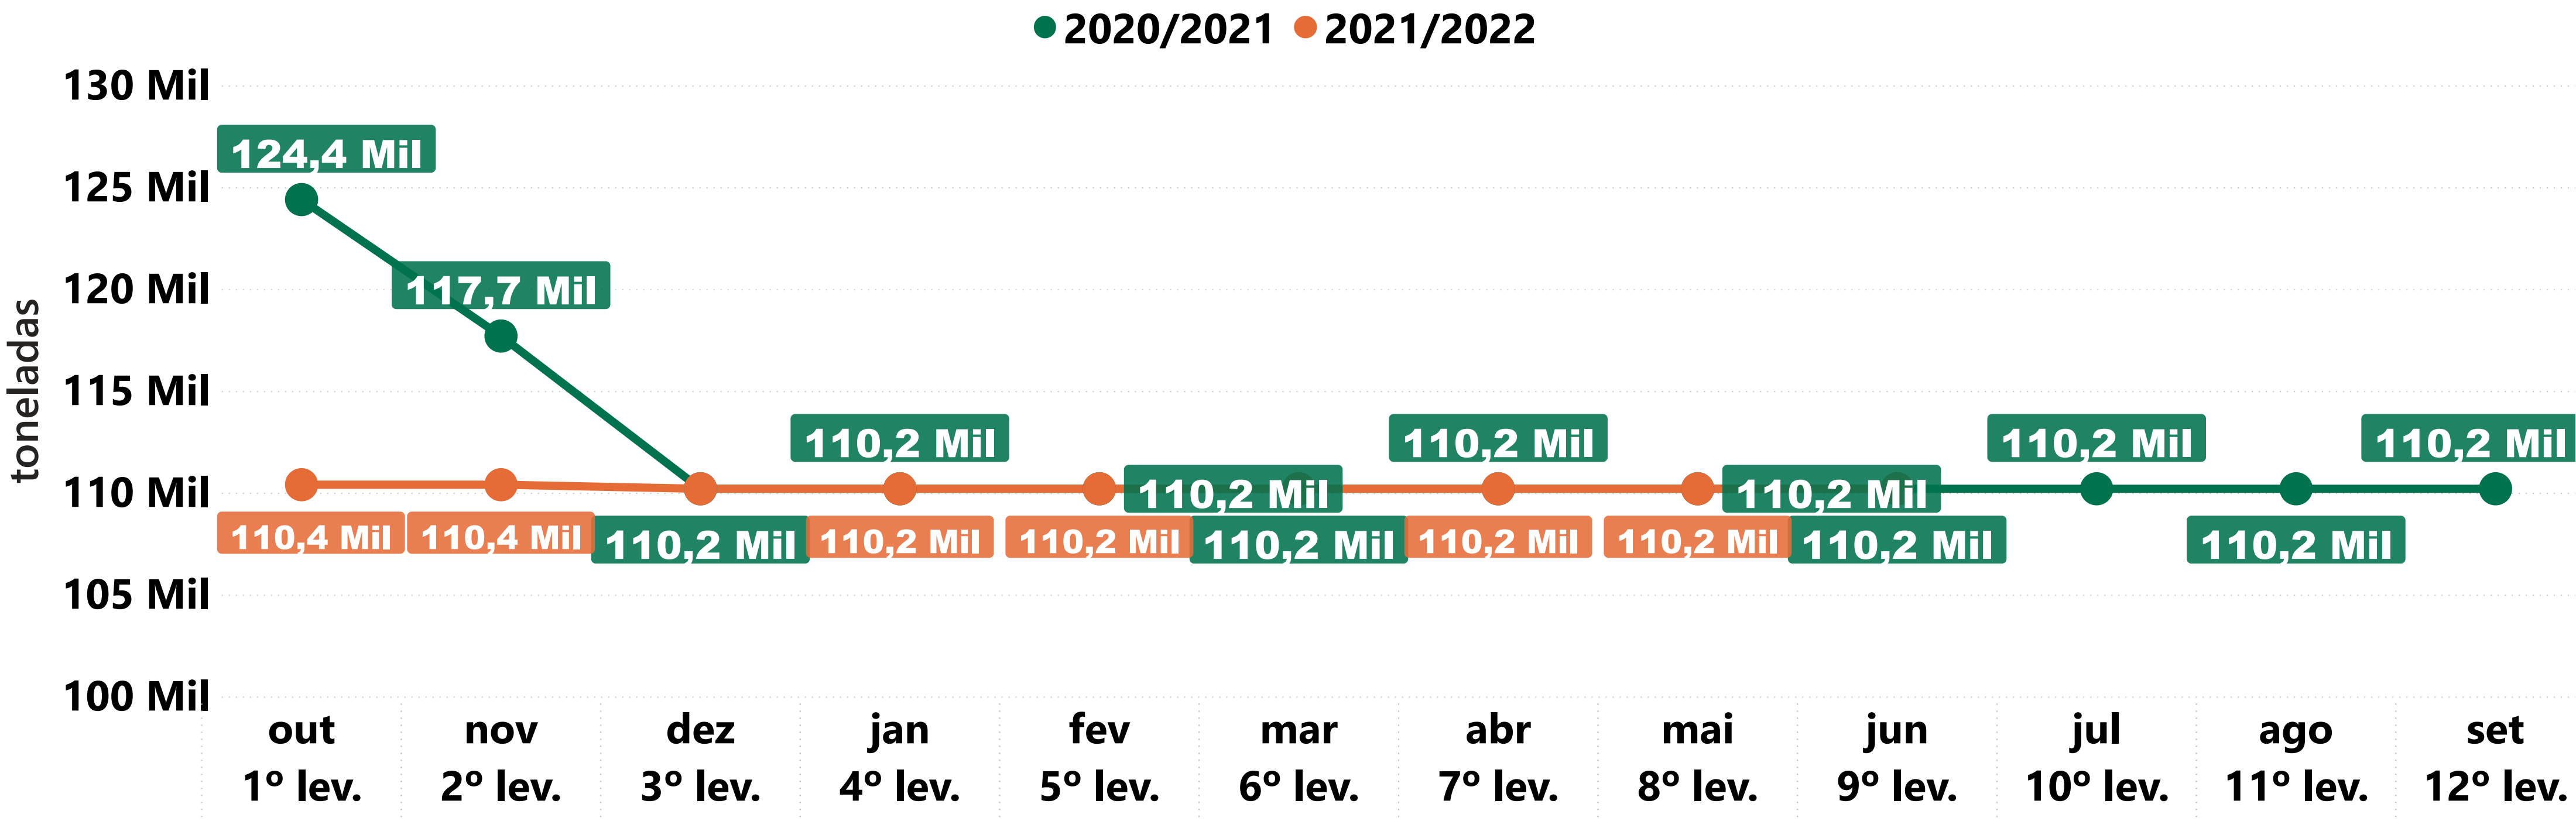 2020/2021 2021/2022
130 Mil
124,4 Mil
125 Mil
120 Mil
117,7 Mil
toneladas
115 Mil
110,2 Mil 110,2 Mil 110,2 Mil 110,2 Mil
110 Mil
110,2 Mil 110,2 Mil
110,4 Mil 110,4 Mil 110,2 Mil 110,2 Mil 110,2 Mil 110,2 Mil 110,2 Mil 110,2 Mil 110,2 Mil 110,2 Mil
105 Mil
100 Mil
out nov dez jan fev mar abr mai jun jul ago set
1º lev. 2º lev. 3º lev. 4º lev. 5º lev. 6º lev. 7º lev. 8º lev. 9º lev. 10º lev. 11º lev. 12º lev.